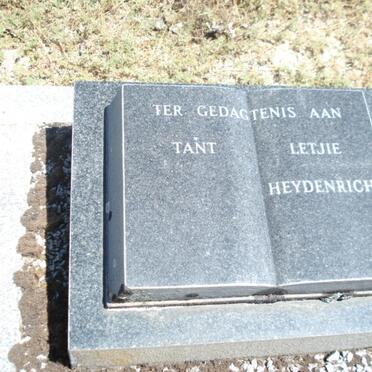 TER GEDAGTENIS AAN
TANT LETJIE
HEYDENRICH